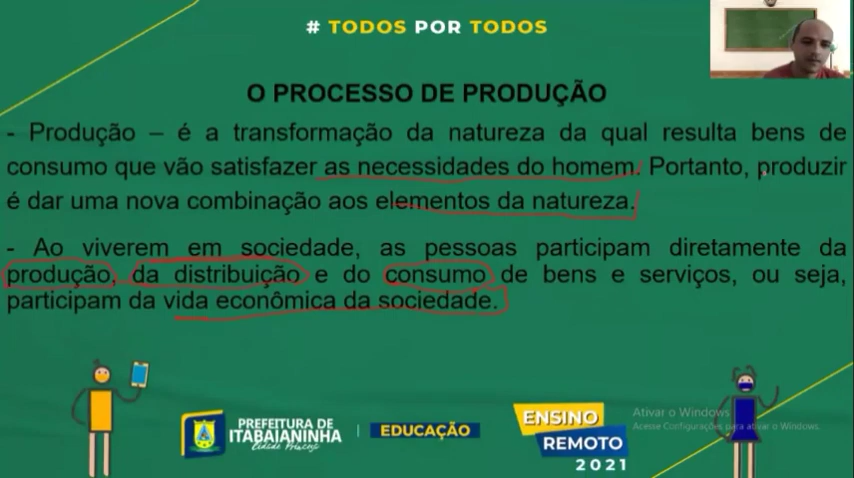 # TODOS POR TODOS
O PROCESSO DE PRODUÇÃO
- Produção – é a transformação da natureza da qual resulta bens de
consumo que vão satisfazer as necessidades do homem. Portanto, produzir
é dar uma nova combinação aos elementos da natureza.
- Ao viverem em sociedade, as pessoas participam diretamente da
produção, da distribuição e do consumo de bens e serviços, ou seja,
participam da vida econômica da sociedade.
PREFEITURA DE
ITABAIANINHA
Cidade Princesa
EDUCAÇÃO
ENSINO
REMOTO
2021
Ativar o Windows
Acesse Configurações para ativar o Windows.